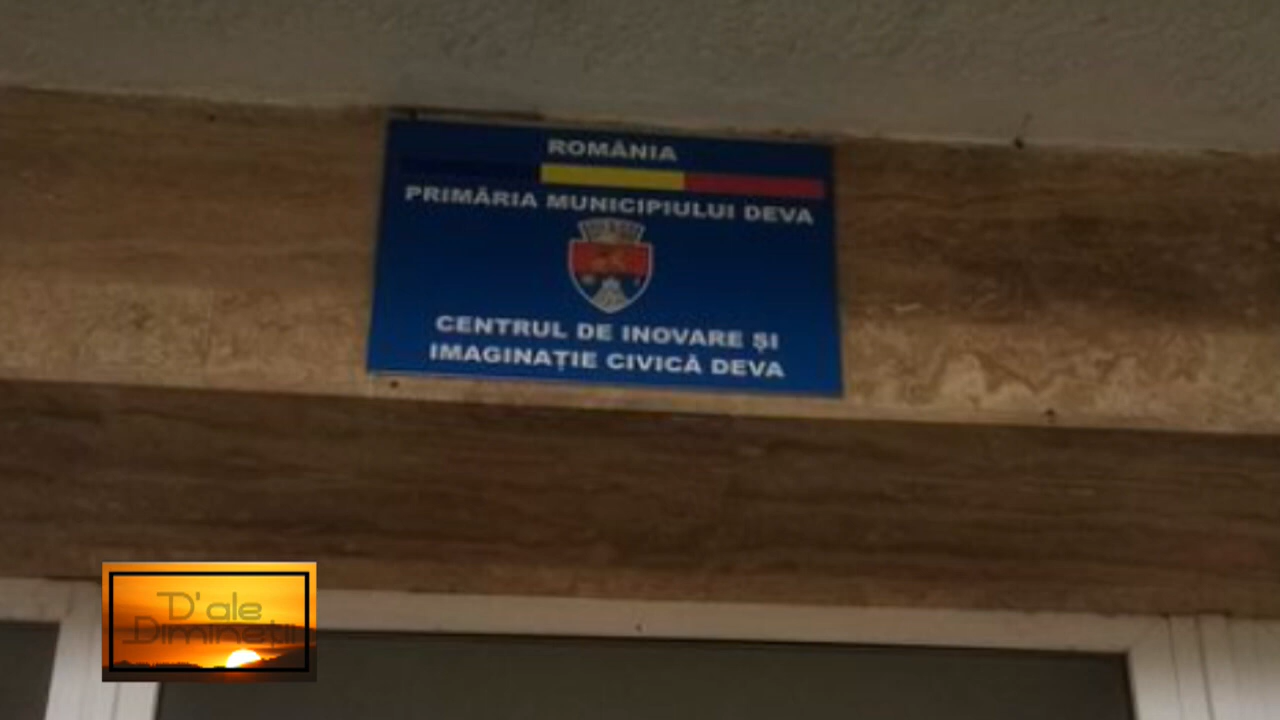 ROMÂNIA
PRIMĂRIA MUNICIPIULUI DEVA
CENTRUL DE INOVARE ȘI
IMAGINAȚIE CIVICĂ DEVA
D'ale
Dimineții